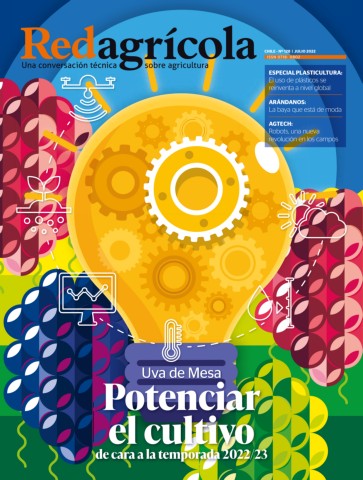 Redagrícola
Una conversación técnica sobre agricultura
CHILE · Nº 128 | JULIO 2022
ESPECIAL PLASTICULTURA:
El uso de plásticos se
reinventa a nivel global
ARÁNDANOS:
La baya que está de moda
AGTECH:
Robots, una nueva
revolución en los campos
Uva de Mesa
Potenciar
el cultivo
de cara a la temporada 2022/23